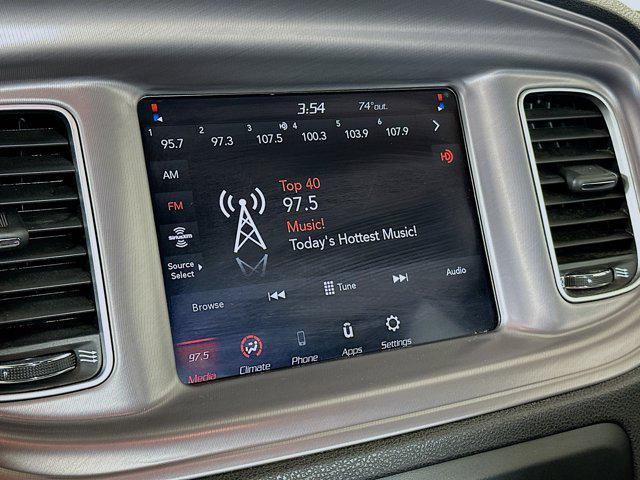 3:54 74°out.
1 95.7 2 97.3 3 107.5 4 100.3 5 103.9 6 107.9
AM
FM
SiriusXM
Source Select
Top 40
97.5
Music!
Today's Hottest Music!
Browse
Tune
Audio
97.5
Media
Climate
Phone
Apps
Settings